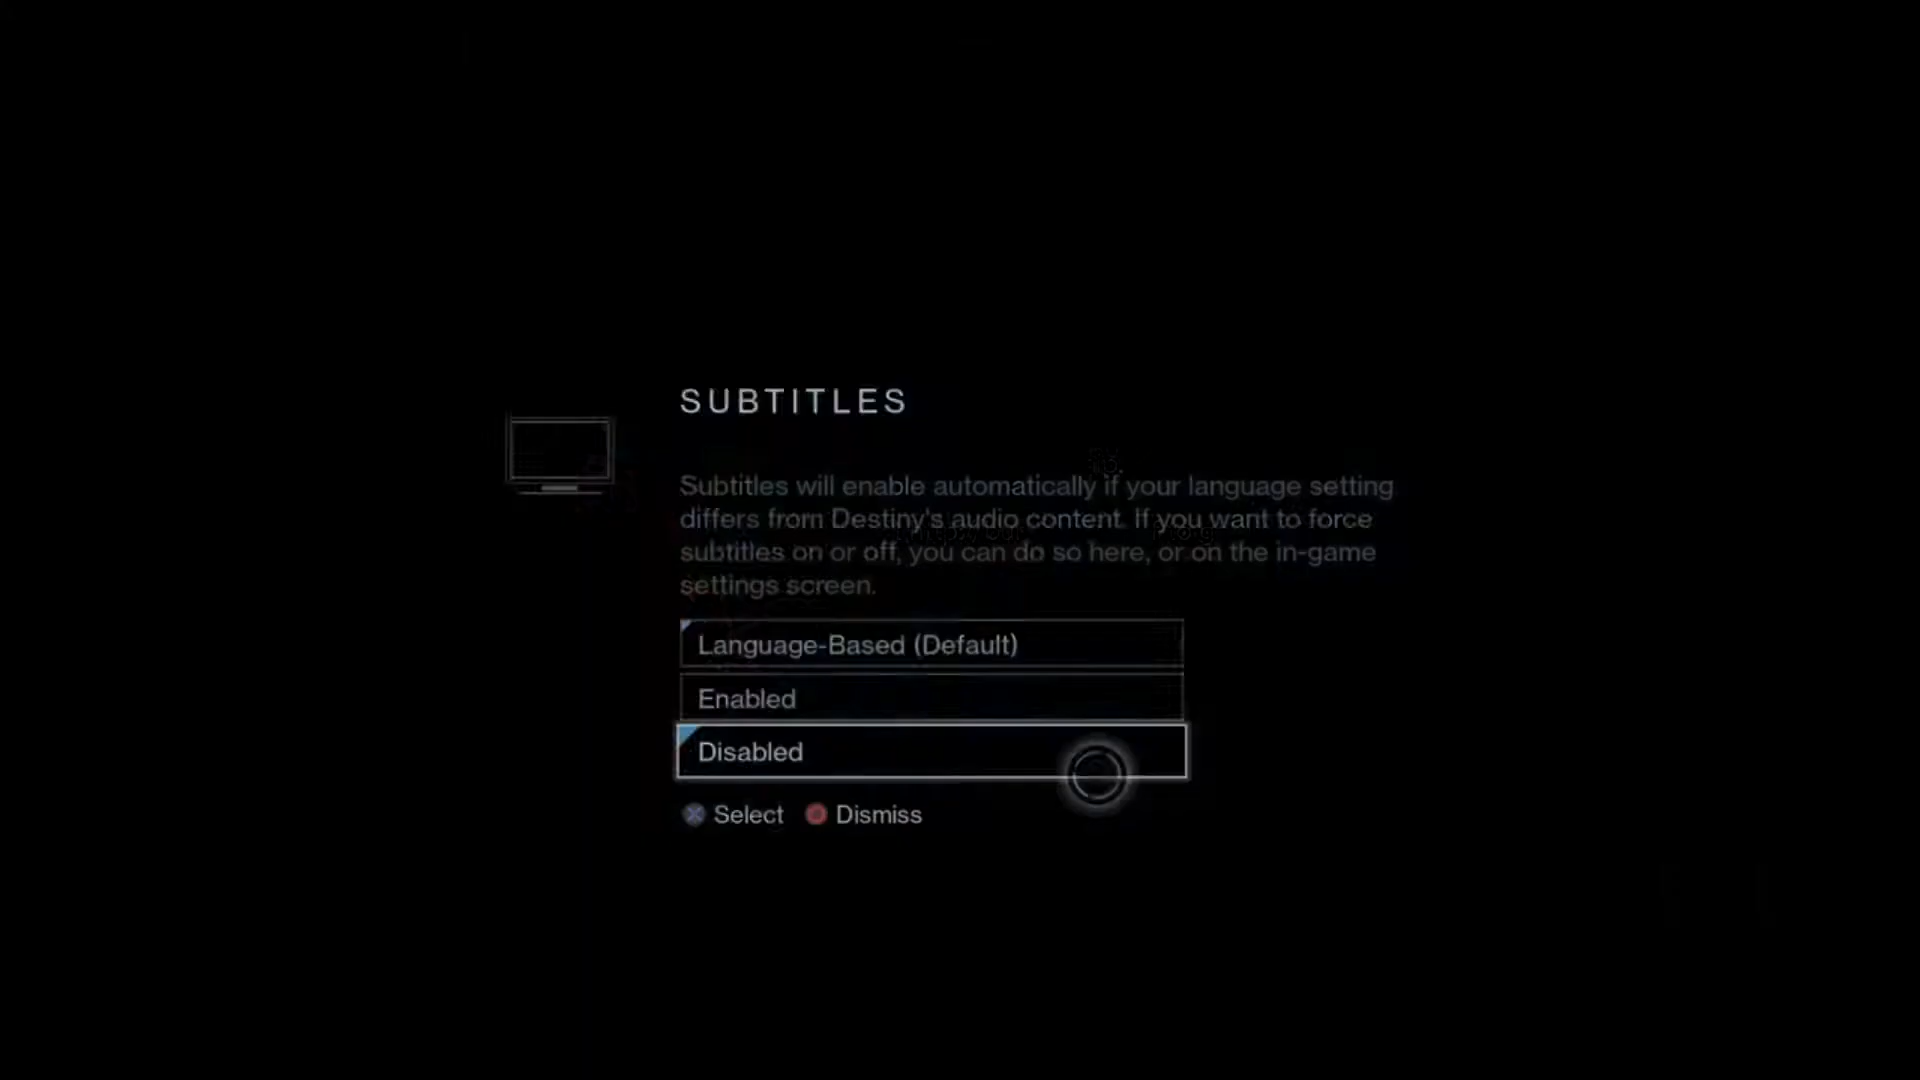 SUBTITLES
Subtitles will enable automatically if your language setting
differs from Destiny's audio content. If you want to force
subtitles on or off, you can do so here, or on the in-game
settings screen.
Language-Based (Default)
Enabled
Disabled
Select Dismiss